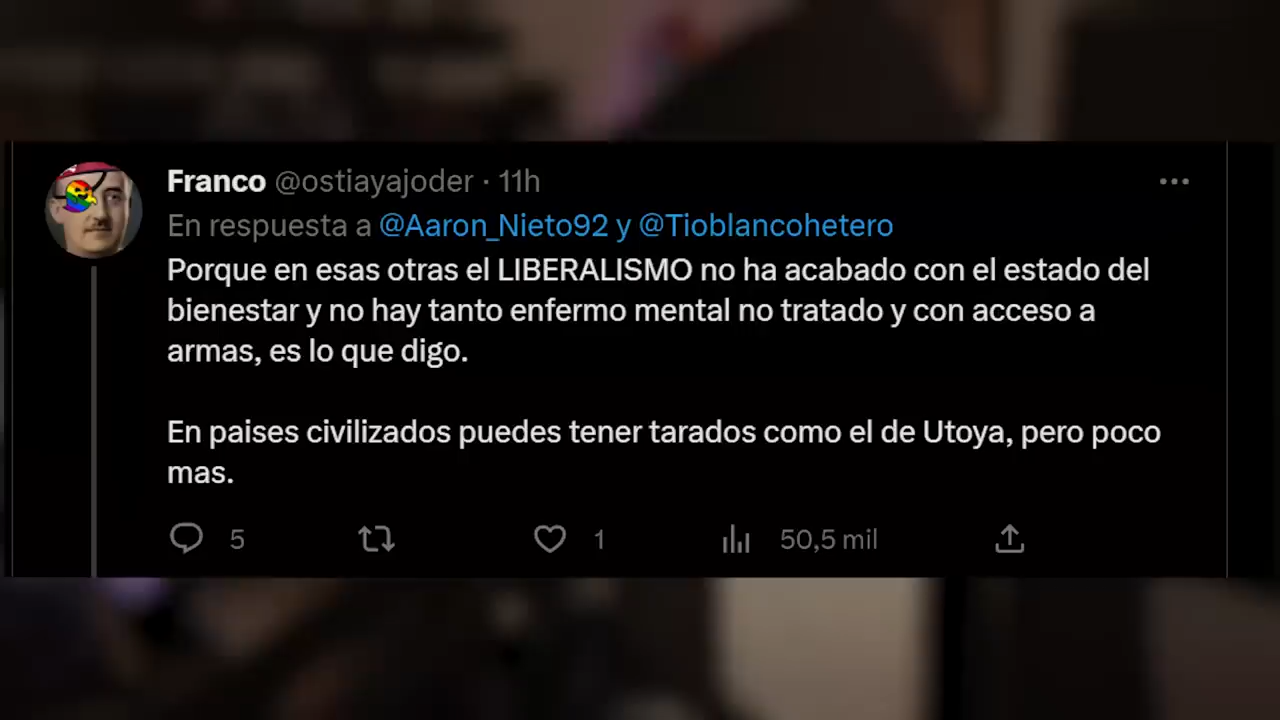 Franco @ostiayajoder · 11h
En respuesta a @Aaron_Nieto92 y @Tioblancohetero
Porque en esas otras el LIBERALISMO no ha acabado con el estado del
bienestar y no hay tanto enfermo mental no tratado y con acceso a
armas, es lo que digo.
En paises civilizados puedes tener tarados como el de Utoya, pero poco
mas.
5 1 50,5 mil